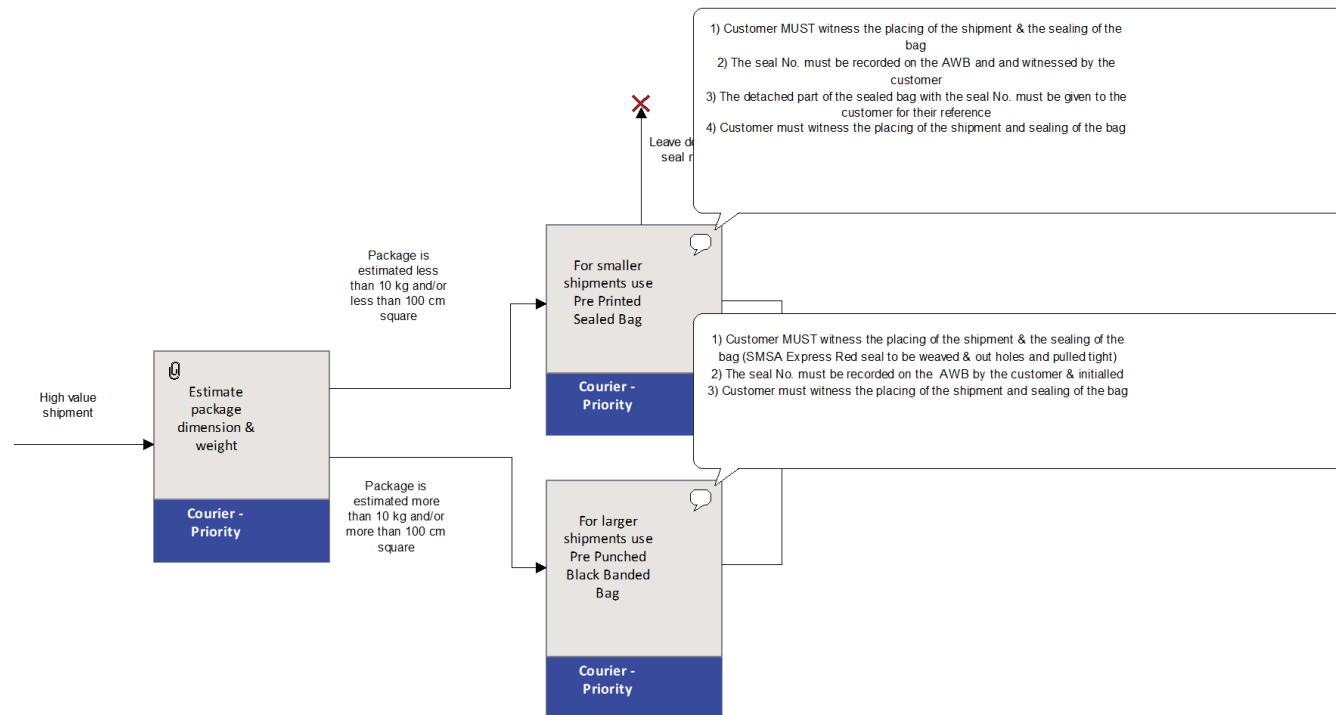 1) Customer MUST witness the placing of the shipment & the sealing of the
bag
2) The seal No. must be recorded on the AWB and and witnessed by the
customer
3) The detached part of the sealed bag with the seal No. must be given to the
customer for their reference
4) Customer must witness the placing of the shipment and sealing of the bag
Leave
seal
Package is
estimated less
than 10 kg and/or
less than 100 cm
square
For smaller
shipments use
Pre Printed
Sealed Bag
Courier -
Priority
1) Customer MUST witness the placing of the shipment & the sealing of the
bag (SMSA Express Red seal to be weaved & out holes and pulled tight)
2) The seal No. must be recorded on the AWB by the customer & initialled
3) Customer must witness the placing of the shipment and sealing of the bag
High value
shipment
Estimate
package
dimension &
weight
Courier -
Priority
Package is
estimated more
than 10 kg and/or
more than 100 cm
square
For larger
shipments use
Pre Punched
Black Banded
Bag
Courier -
Priority